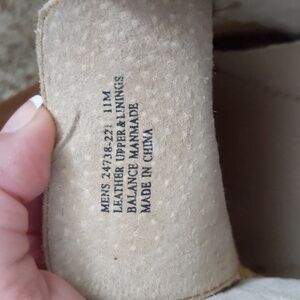 MENS 24738-221 11M
LEATHER UPPER & LININGS
BALANCE MANMADE
MADE IN CHINA